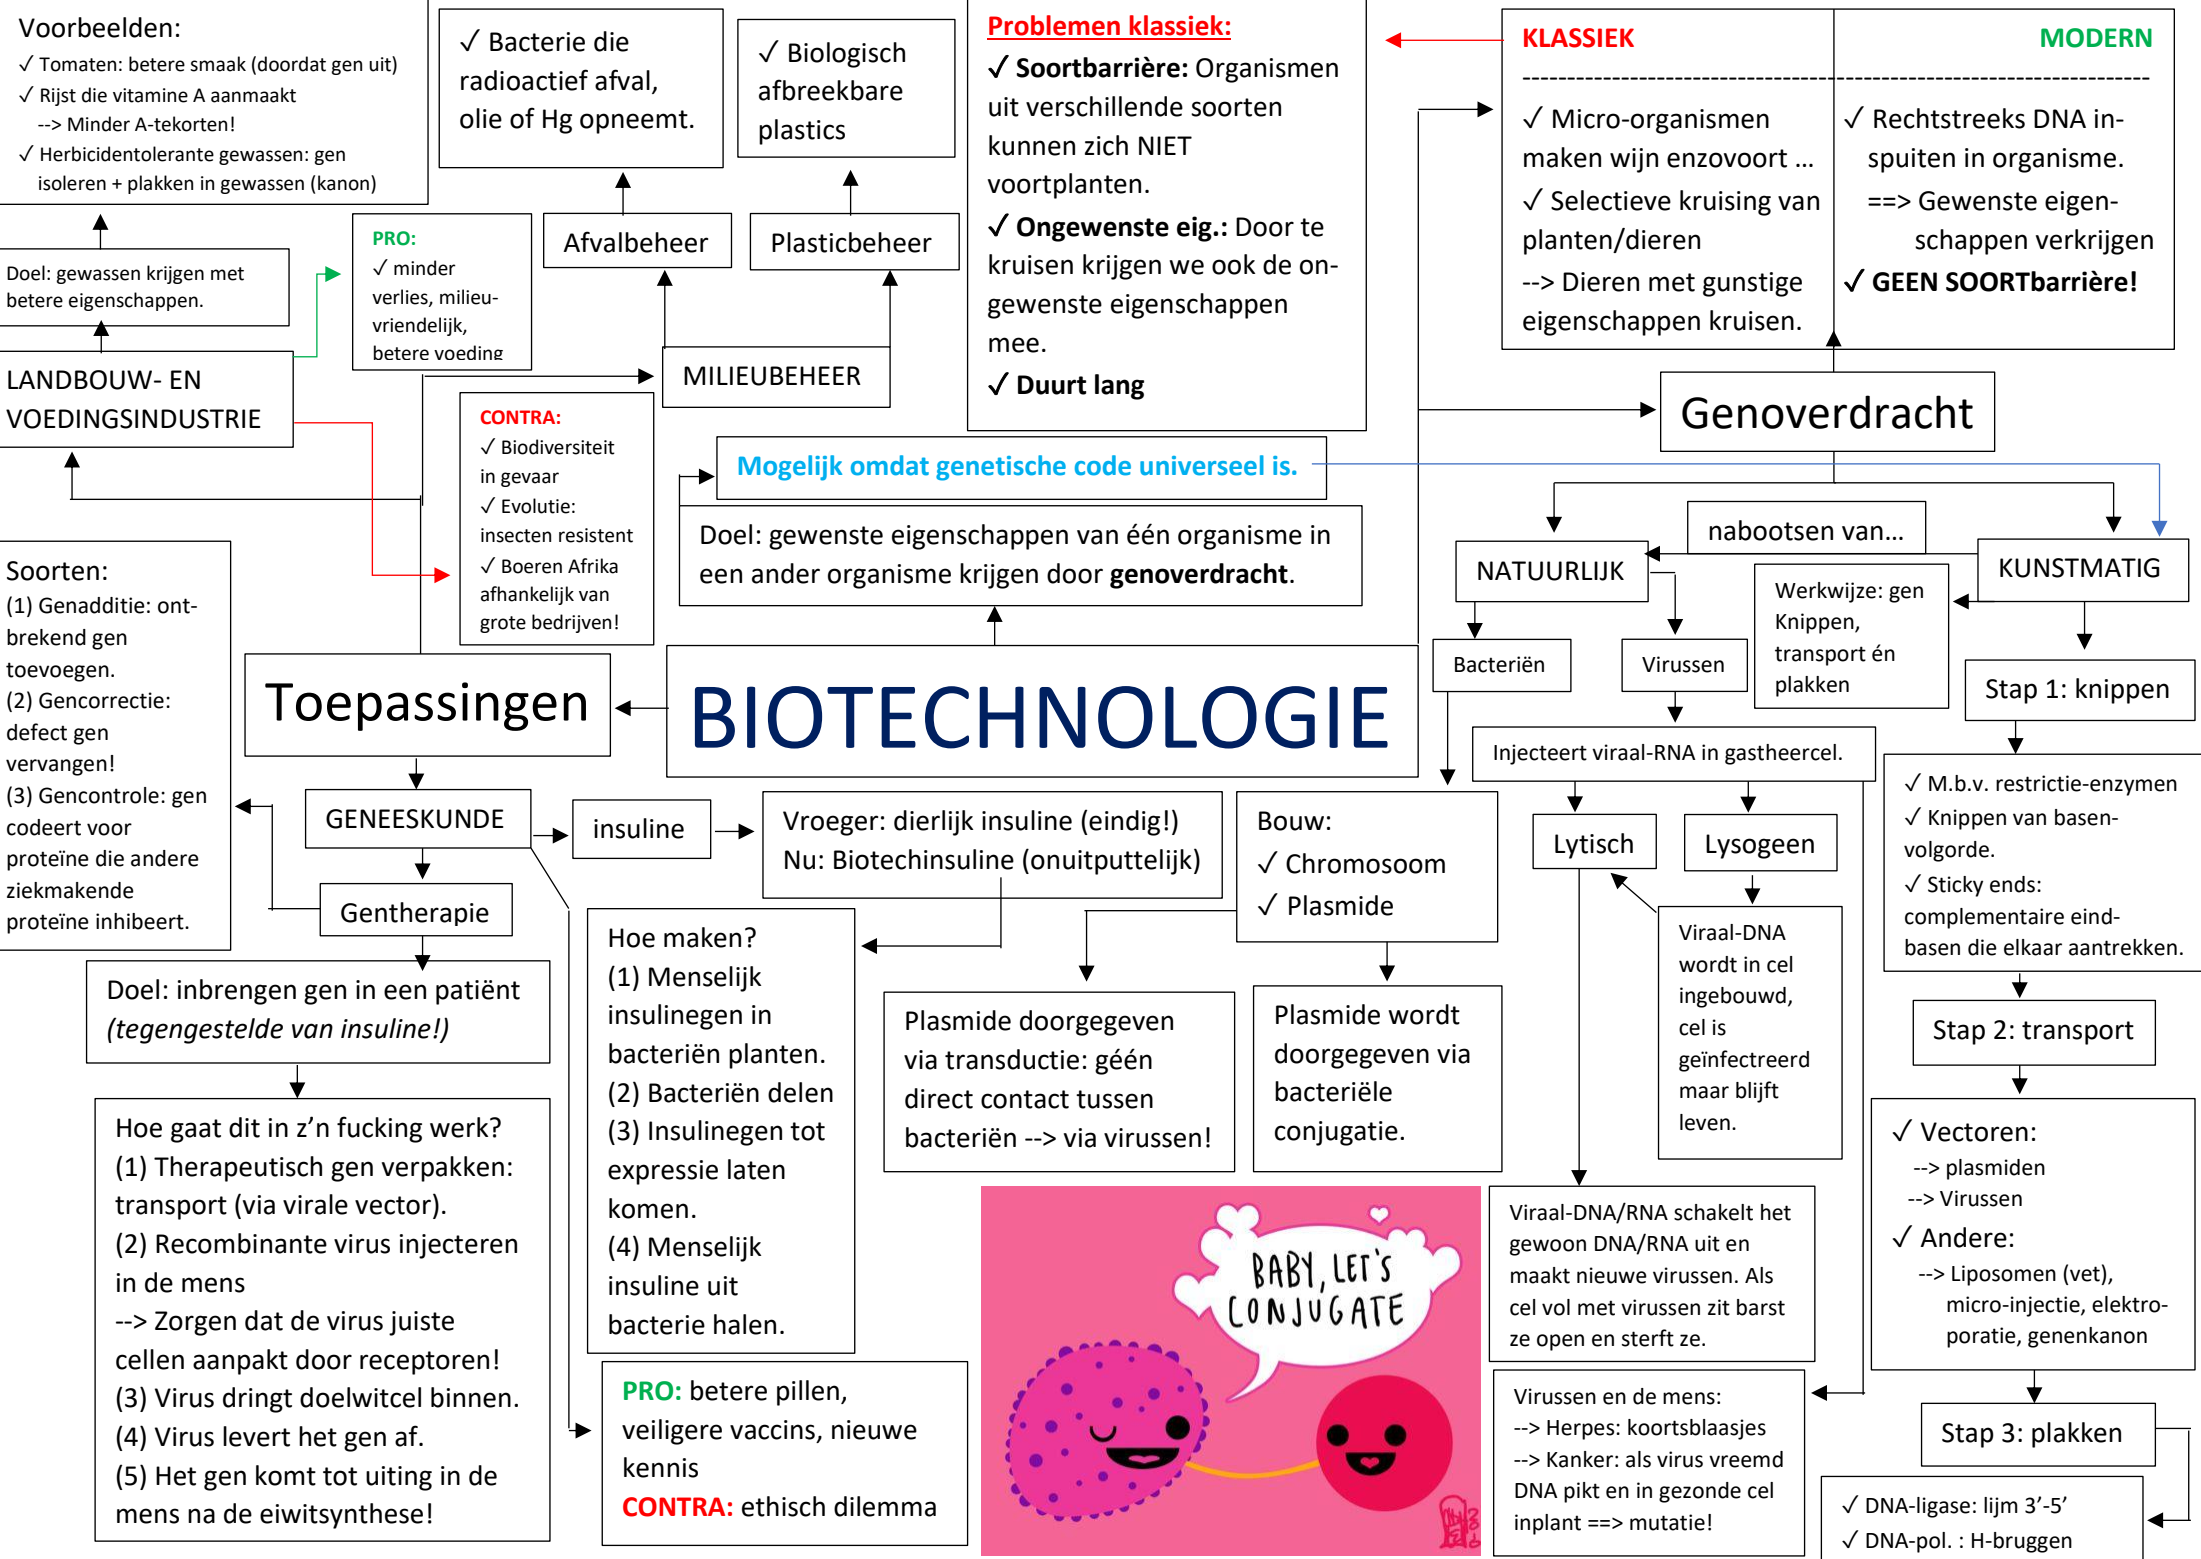 Voorbeelden:
✓ Tomaten: betere smaak (doordat gen uit)
✓ Rijst die vitamine A aanmaakt
--> Minder A-tekorten!
✓ Herbicidentolerante gewassen: gen
isoleren + plakken in gewassen (kanon)
Doel: gewassen krijgen met
betere eigenschappen.
LANDBOUW- EN
VOEDINGSINDUSTRIE
PRO:
✓ minder
verlies, milieu-
vriendelijk,
betere voeding
CONTRA:
✓ Biodiversiteit
in gevaar
✓ Evolutie:
insecten resistent
✓ Boeren Afrika
afhankelijk van
grote bedrijven!
✓ Bacterie die
radioactief afval,
olie of Hg opneemt.
✓ Biologisch
afbreekbare
plastics
Afvalbeheer
Plasticbeheer
MILIEUBEHEER
Problemen klassiek:
✓ Soortbarrière: Organismen
uit verschillende soorten
kunnen zich NIET
voortplanten.
✓ Ongewenste eig.: Door te
kruisen krijgen we ook de on-
gewenste eigenschappen
mee.
✓ Duurt lang
KLASSIEK
MODERN
----------------------------------------------------------------------
✓ Micro-organismen
maken wijn enzovoort ...
✓ Selectieve kruising van
planten/dieren
--> Dieren met gunstige
eigenschappen kruisen.
✓ Rechtstreeks DNA in-
spuiten in organisme.
==> Gewenste eigen-
schappen verkrijgen
✓ GEEN SOORTbarrière!
Genoverdracht
Mogelijk omdat genetische code universeel is.
Doel: gewenste eigenschappen van één organisme in
een ander organisme krijgen door genoverdracht.
BIOTECHNOLOGIE
Toepassingen
nabootsen van...
NATUURLIJK
KUNSTMATIG
Werkwijze: gen
Knippen,
transport én
plakken
Bacteriën
Virussen
Injecteert viraal-RNA in gastheercel.
Lytisch
Lysogeen
Viraal-DNA
wordt in cel
ingebouwd,
cel is
geïnfectreerd
maar blijft
leven.
Viraal-DNA/RNA schakelt het
gewoon DNA/RNA uit en
maakt nieuwe virussen. Als
cel vol met virussen zit barst
ze open en sterft ze.
Virussen en de mens:
--> Herpes: koortsblaasjes
--> Kanker: als virus vreemd
DNA pikt en in gezonde cel
inplant ==> mutatie!
Stap 1: knippen
✓ M.b.v. restrictie-enzymen
✓ Knippen van basen-
volgorde.
✓ Sticky ends:
complementaire eind-
basen die elkaar aantrekken.
Stap 2: transport
✓ Vectoren:
--> plasmiden
--> Virussen
✓ Andere:
--> Liposomen (vet),
micro-injectie, elektro-
poratie, genenkanon
Stap 3: plakken
✓ DNA-ligase: lijm 3’-5’
✓ DNA-pol. : H-bruggen
Bouw:
✓ Chromosoom
✓ Plasmide
Plasmide doorgegeven
via transductie: géén
direct contact tussen
bacteriën --> via virussen!
Plasmide wordt
doorgegeven via
bacteriële
conjugatie.
BABY, LET'S
CONJUGATE
GENEESKUNDE
insuline
Vroeger: dierlijk insuline (eindig!)
Nu: Biotechinsuline (onuitputtelijk)
Hoe maken?
(1) Menselijk
insulinegen in
bacteriën planten.
(2) Bacteriën delen
(3) Insulinegen tot
expressie laten
komen.
(4) Menselijk
insuline uit
bacterie halen.
PRO: betere pillen,
veiligere vaccins, nieuwe
kennis
CONTRA: ethisch dilemma
Gentherapie
Soorten:
(1) Genadditie: ont-
brekend gen
toevoegen.
(2) Gencorrectie:
defect gen
vervangen!
(3) Gencontrole: gen
codeert voor
proteïne die andere
ziekmakende
proteïne inhibeert.
Doel: inbrengen gen in een patiënt
(tegengestelde van insuline!)
Hoe gaat dit in z’n fucking werk?
(1) Therapeutisch gen verpakken:
transport (via virale vector).
(2) Recombinante virus injecteren
in de mens
--> Zorgen dat de virus juiste
cellen aanpakt door receptoren!
(3) Virus dringt doelwitcel binnen.
(4) Virus levert het gen af.
(5) Het gen komt tot uiting in de
mens na de eiwitsynthese!